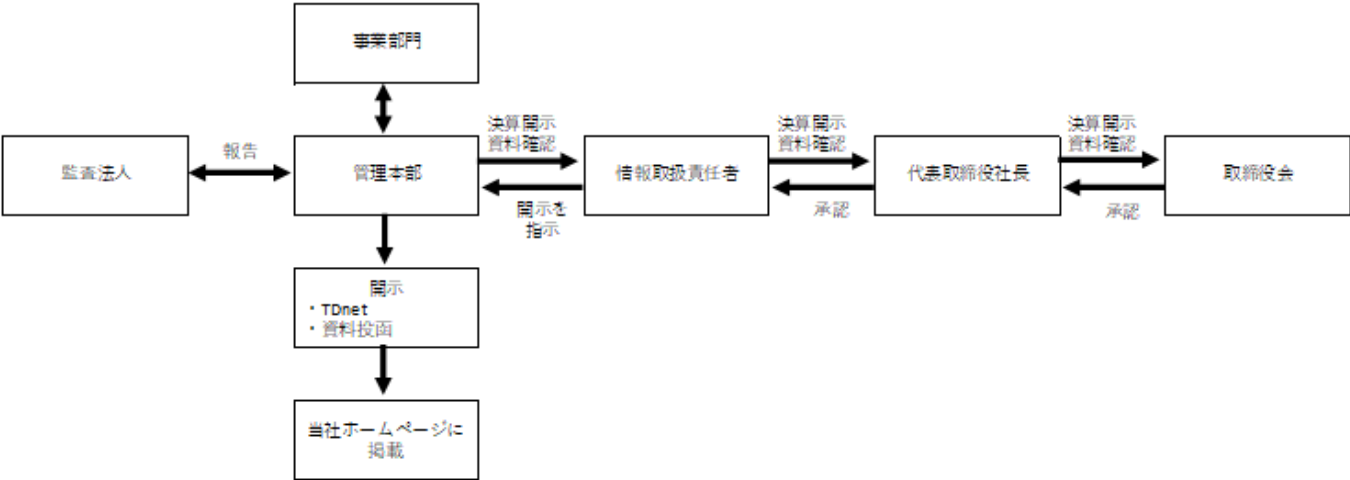 事業部門
監査法人
報告
管理本部
決算開示
資料確認
開示を
指示
情報取扱責任者
決算開示
資料確認
承認
代表取締役社長
決算開示
資料確認
承認
取締役会
開示
・TDnet
・資料投函
当社ホームページに
掲載